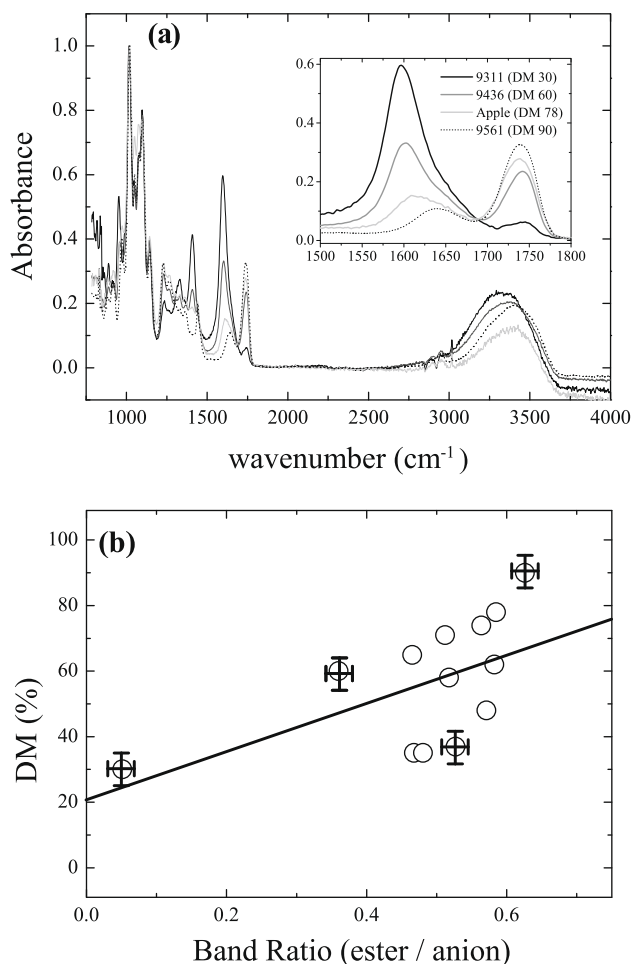 (a)
1.0
0.8
0.6
0.4
0.2
0.0
Absorbance
1000 1500 2000 2500 3000 3500 4000
wavenumber (cm⁻¹)
0.6
0.4
0.2
0.0
1500 1600 1700 1800
9311 (DM 30)
9436 (DM 60)
Apple (DM 78)
9561 (DM 90)
(b)
100
80
60
40
20
0
DM (%)
0.0 0.2 0.4 0.6
Band Ratio (ester / anion)